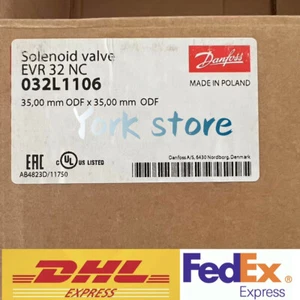 Solenoid valve
EVR 32 NC
032L1106
35,00 mm ODF x 35,00 mm ODF
Danfoss
MADE IN POLAND
York store
EAC
c UL US LISTED
AB4823D/11750
Danfoss A/S, 6430 Nordborg, Denmark
DHL
EXPRESS
FedEx
Express